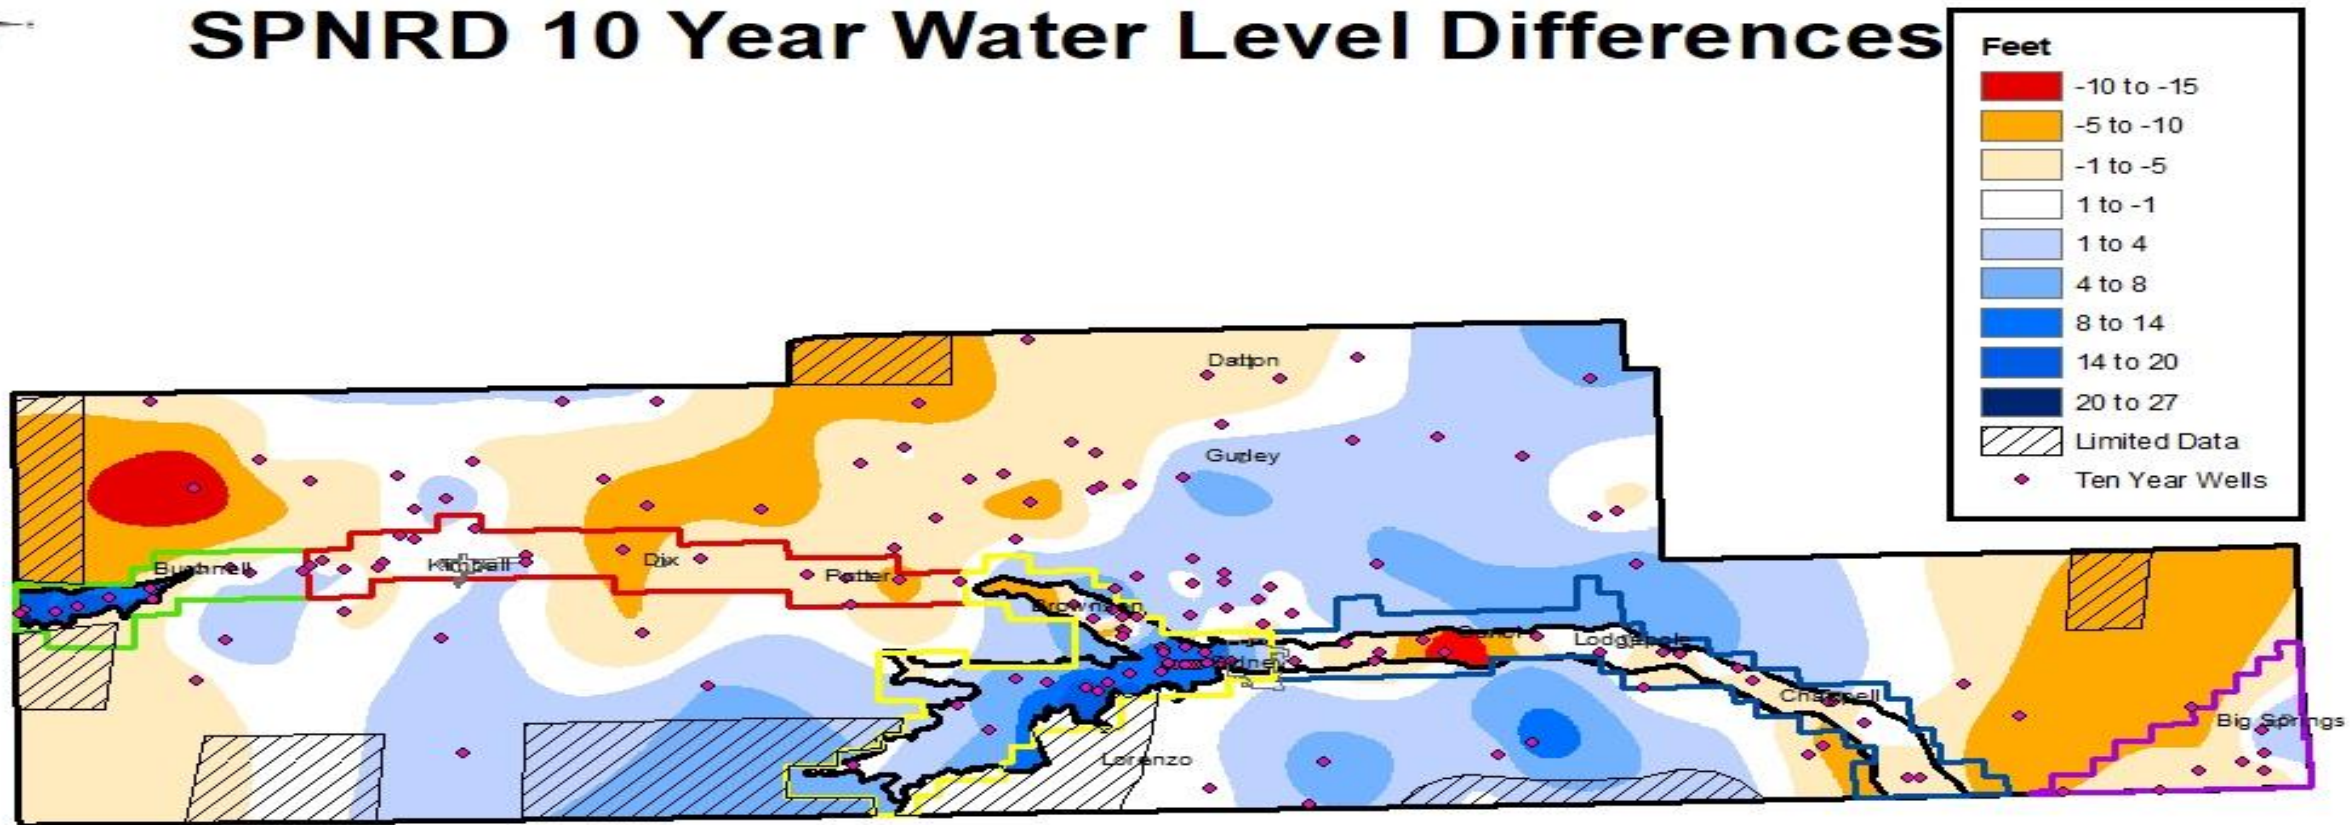 SPNRD 10 Year Water Level Differences
Feet
-10 to -15
-5 to -10
-1 to -5
1 to -1
1 to 4
4 to 8
8 to 14
14 to 20
20 to 27
Limited Data
Ten Year Wells
Dalton
Gurley
Bushnell
Kimball
Dix
Potter
Brownson
Sidney
Lodgepole
Chappell
Big Springs
Lorenzo